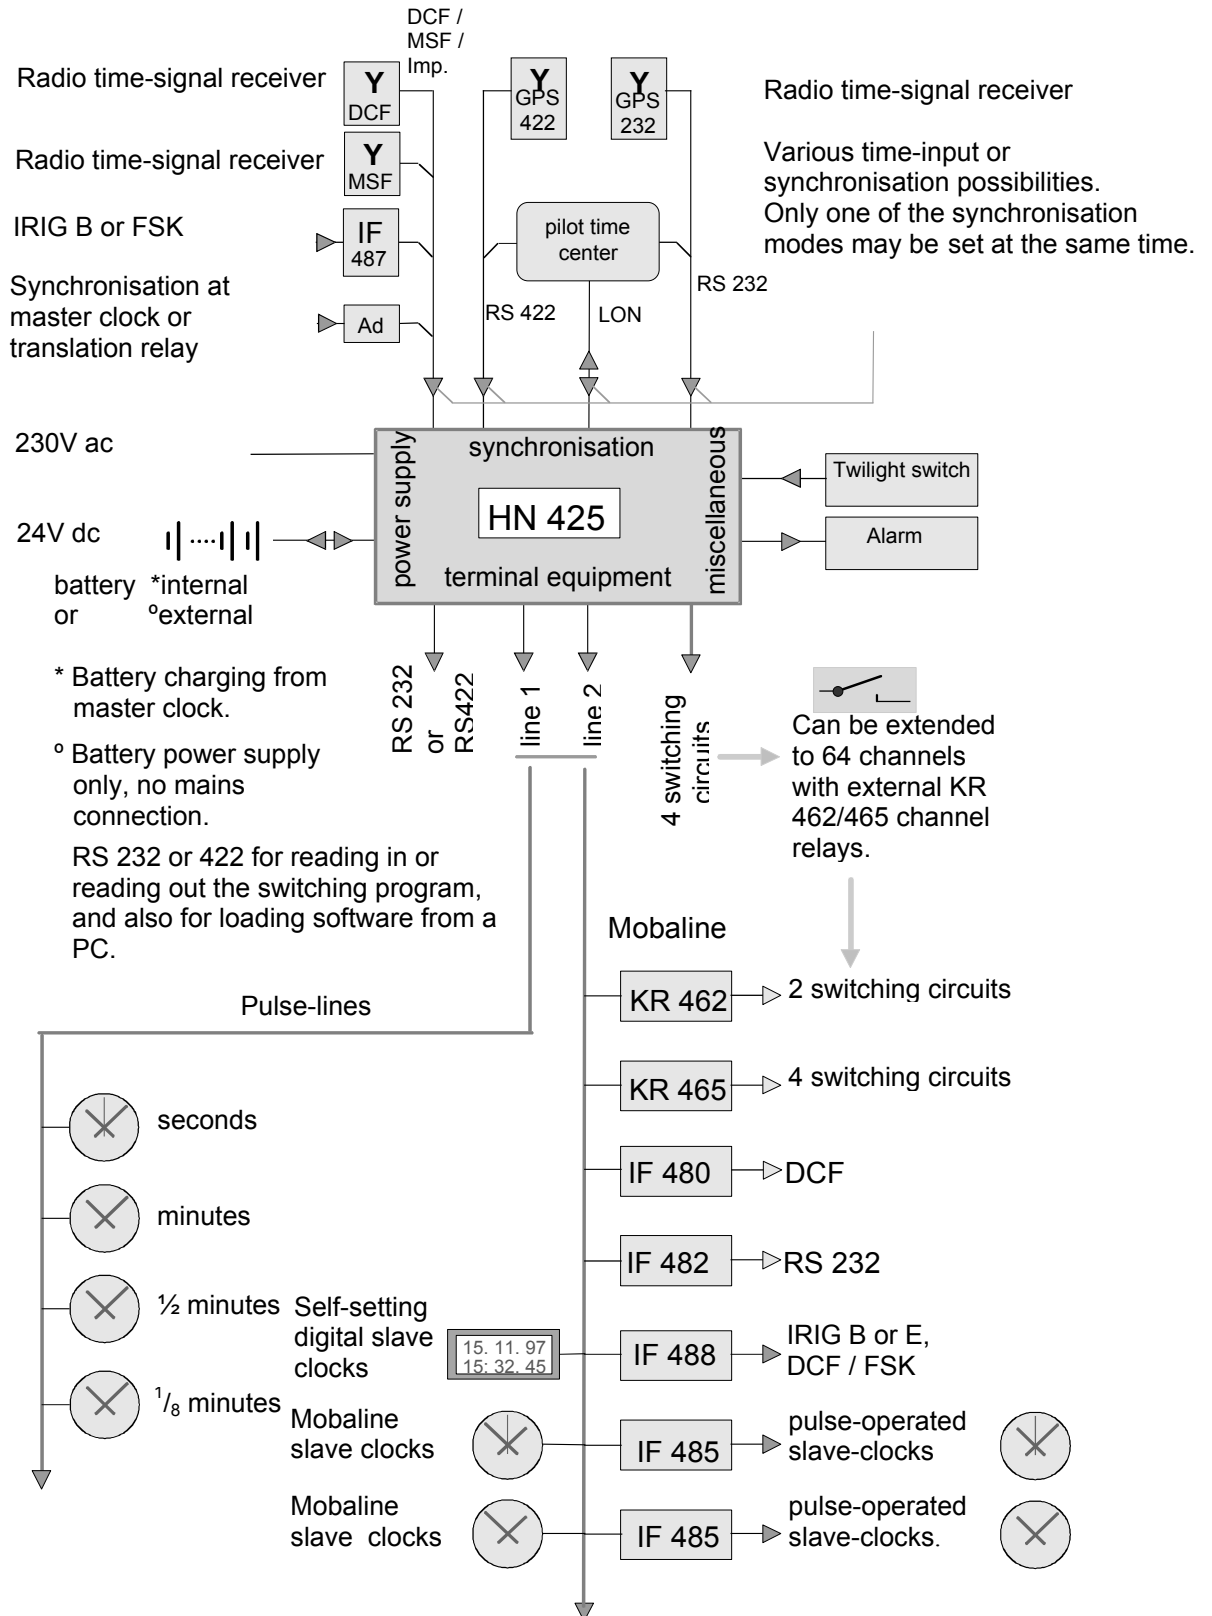 DCF /
MSF /
Imp.
Radio time-signal receiver
Y
DCF
Y
GPS
422
Y
GPS
232
Radio time-signal receiver
Radio time-signal receiver
Y
MSF
Various time-input or
synchronisation possibilities.
Only one of the synchronisation
modes may be set at the same time.
IRIG B or FSK
IF
487
pilot time
center
Synchronisation at
master clock or
translation relay
Ad
RS 422
LON
RS 232
230V ac
power supply
synchronisation
miscellaneous
HN 425
terminal equipment
Twilight switch
Alarm
24V dc
battery *internal
or ºexternal
* Battery charging from
master clock.
º Battery power supply
only, no mains
connection.
RS 232
or
RS422
line 1
line 2
4 switching
circuits
Can be extended
to 64 channels
with external KR
462/465 channel
relays.
RS 232 or 422 for reading in or
reading out the switching program,
and also for loading software from a
PC.
Mobaline
Pulse-lines
KR 462
2 switching circuits
KR 465
4 switching circuits
seconds
IF 480
DCF
minutes
IF 482
RS 232
½ minutes
Self-setting
digital slave
clocks
15. 11. 97
15: 32. 45
IF 488
IRIG B or E,
DCF / FSK
1/8 minutes
Mobaline
slave clocks
IF 485
pulse-operated
slave-clocks
Mobaline
slave clocks
IF 485
pulse-operated
slave-clocks.